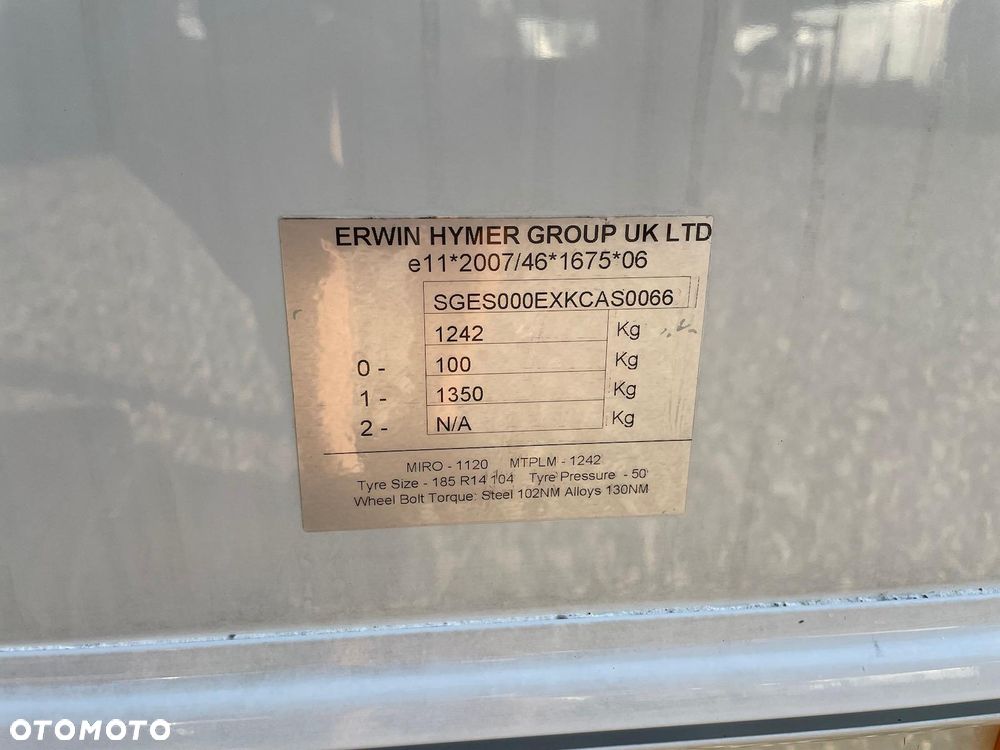 ERWIN HYMER GROUP UK LTD
e11*2007/46*1675*06
SGES000EXKCAS0066
1242 Kg
0- 100 Kg
1- 1350 Kg
2- N/A Kg
MIRO - 1120 MTPLM - 1242
Tyre Size - 185 R14 104 Tyre Pressure - 50
Wheel Bolt Torque: Steel 102NM Alloys 130NM
OTOMOTO